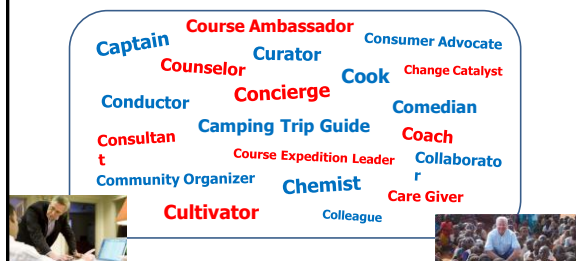 Course Ambassador
Captain
Consumer Advocate
Curator
Counselor
Cook
Change Catalyst
Concierge
Conductor
Comedian
Camping Trip Guide
Coach
Consultan
t
Course Expedition Leader
Collaborato
r
Community Organizer
Chemist
Care Giver
Cultivator
Colleague